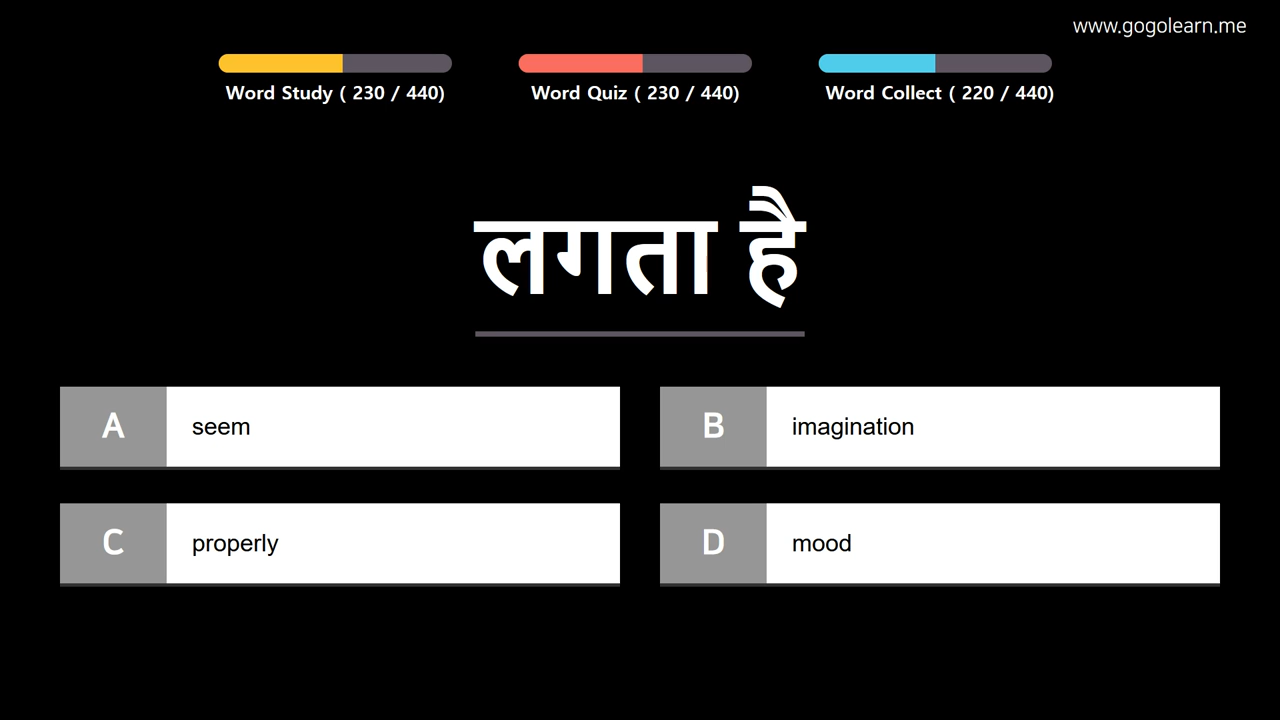 www.gogolearn.me
Word Study ( 230 / 440)
Word Quiz ( 230 / 440)
Word Collect ( 220 / 440)
लगता है
A seem
B imagination
C properly
D mood